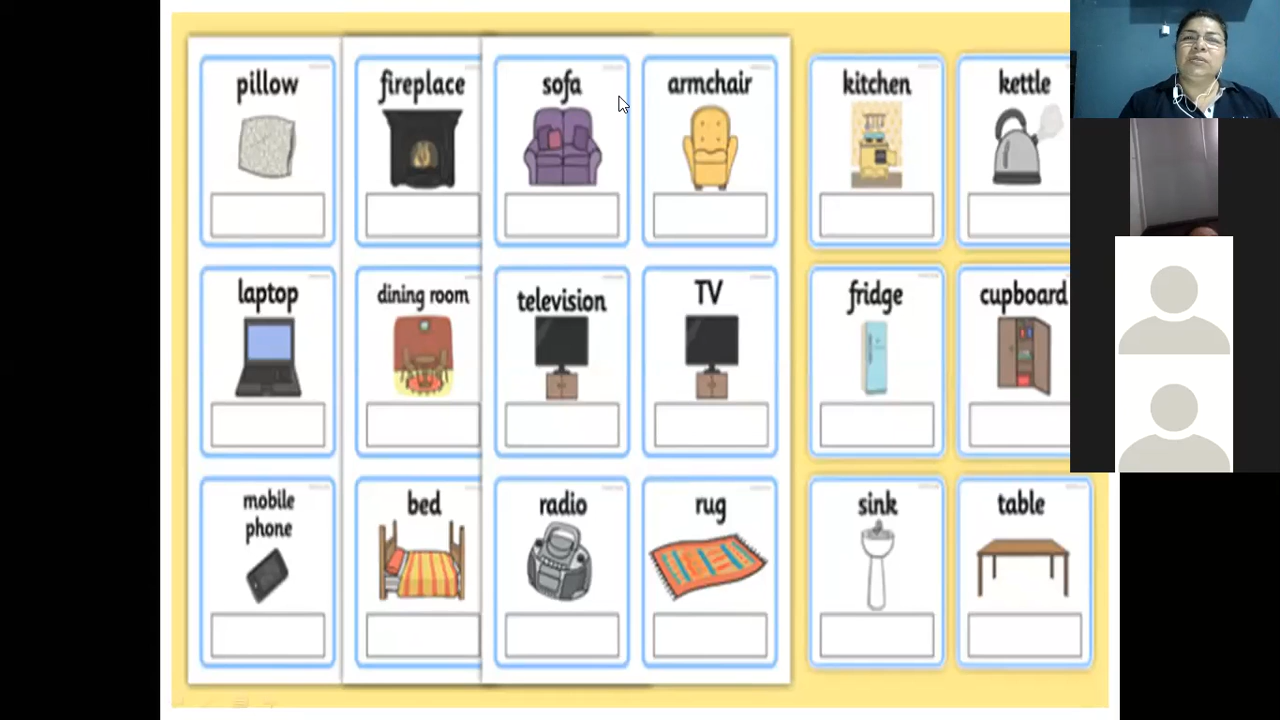 pillow
fireplace
sofa
armchair
kitchen
kettle
laptop
dining room
television
TV
fridge
cupboard
mobile
phone
bed
radio
rug
sink
table